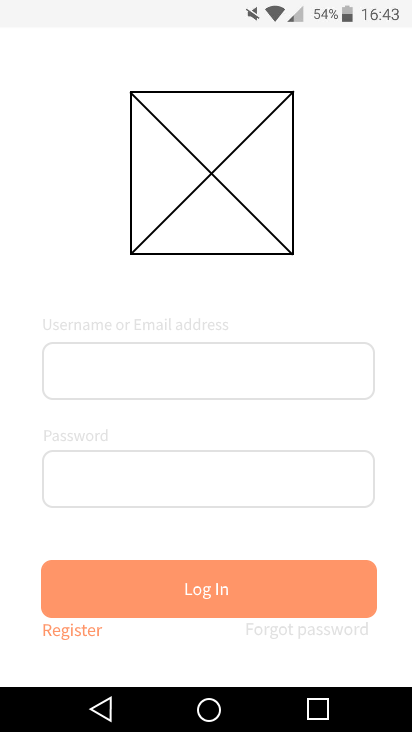 54% 16:43
Username or Email address
Password
Log In
Register Forgot password